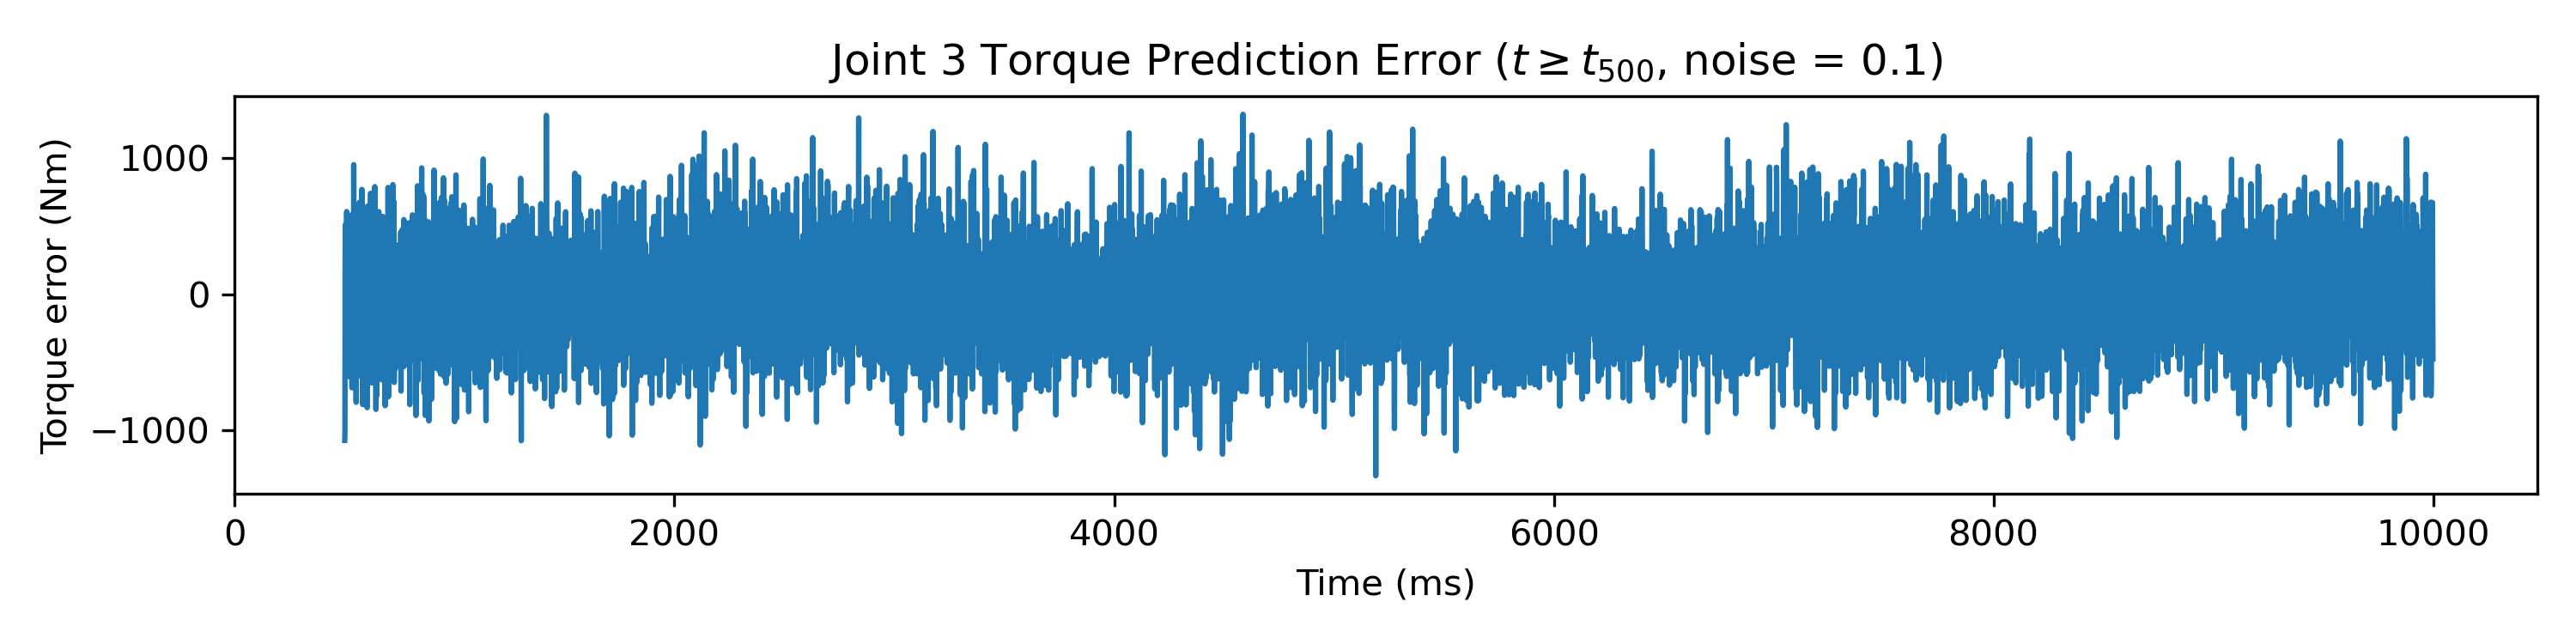 Joint 3 Torque Prediction Error (t ≥ t₅₀₀, noise = 0.1)
Torque error (Nm)
1000
0
−1000
0 2000 4000 6000 8000 10000
Time (ms)